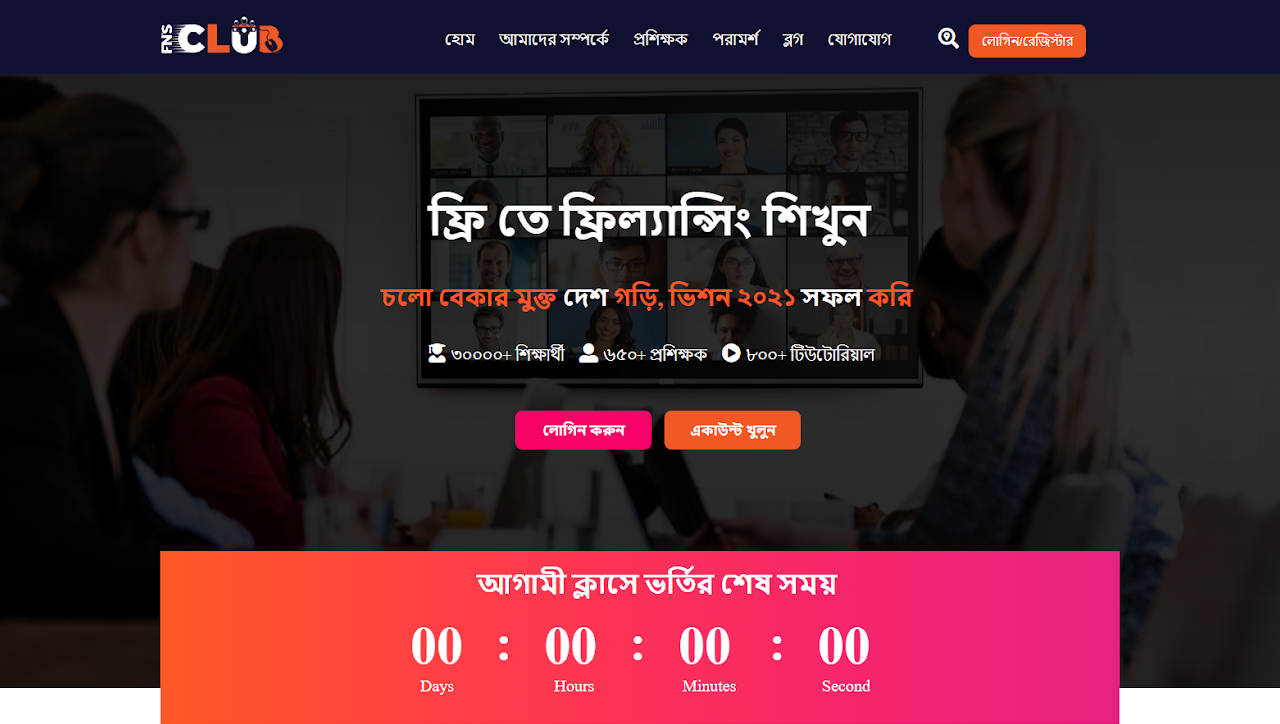 FNS CLUB
হোম আমাদের সম্পর্কে প্রশিক্ষক পরামর্শ ব্লগ যোগাযোগ লোগিন/রেজিস্টার
ফ্রি তে ফ্রিল্যান্সিং শিখুন
চলো বেকার মুক্ত দেশ গড়ি, ভিশন ২০২১ সফল করি
৩০০০০+ শিক্ষার্থী ৬৫০+ প্রশিক্ষক ৮০০+ টিউটোরিয়াল
লোগিন করুন একাউন্ট খুলুন
আগামী ক্লাসে ভর্তির শেষ সময়
00 : 00 : 00 : 00
Days Hours Minutes Second